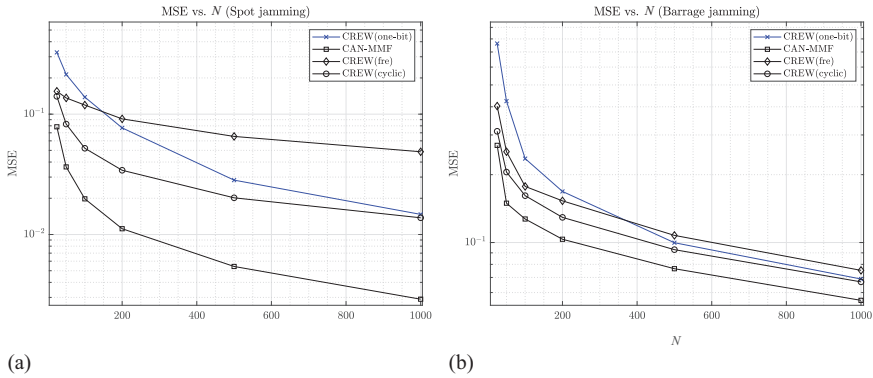 MSE vs. N (Spot jamming)
CREW(one-bit)
CAN-MMF
CREW(fre)
CREW(cyclic)
10⁻¹
10⁻²
MSE
200
400
600
800
1000
(a)
MSE vs. N (Barrage jamming)
CREW(one-bit)
CAN-MMF
CREW(fre)
CREW(cyclic)
10⁻¹
MSE
200
400
600
800
1000
N
(b)